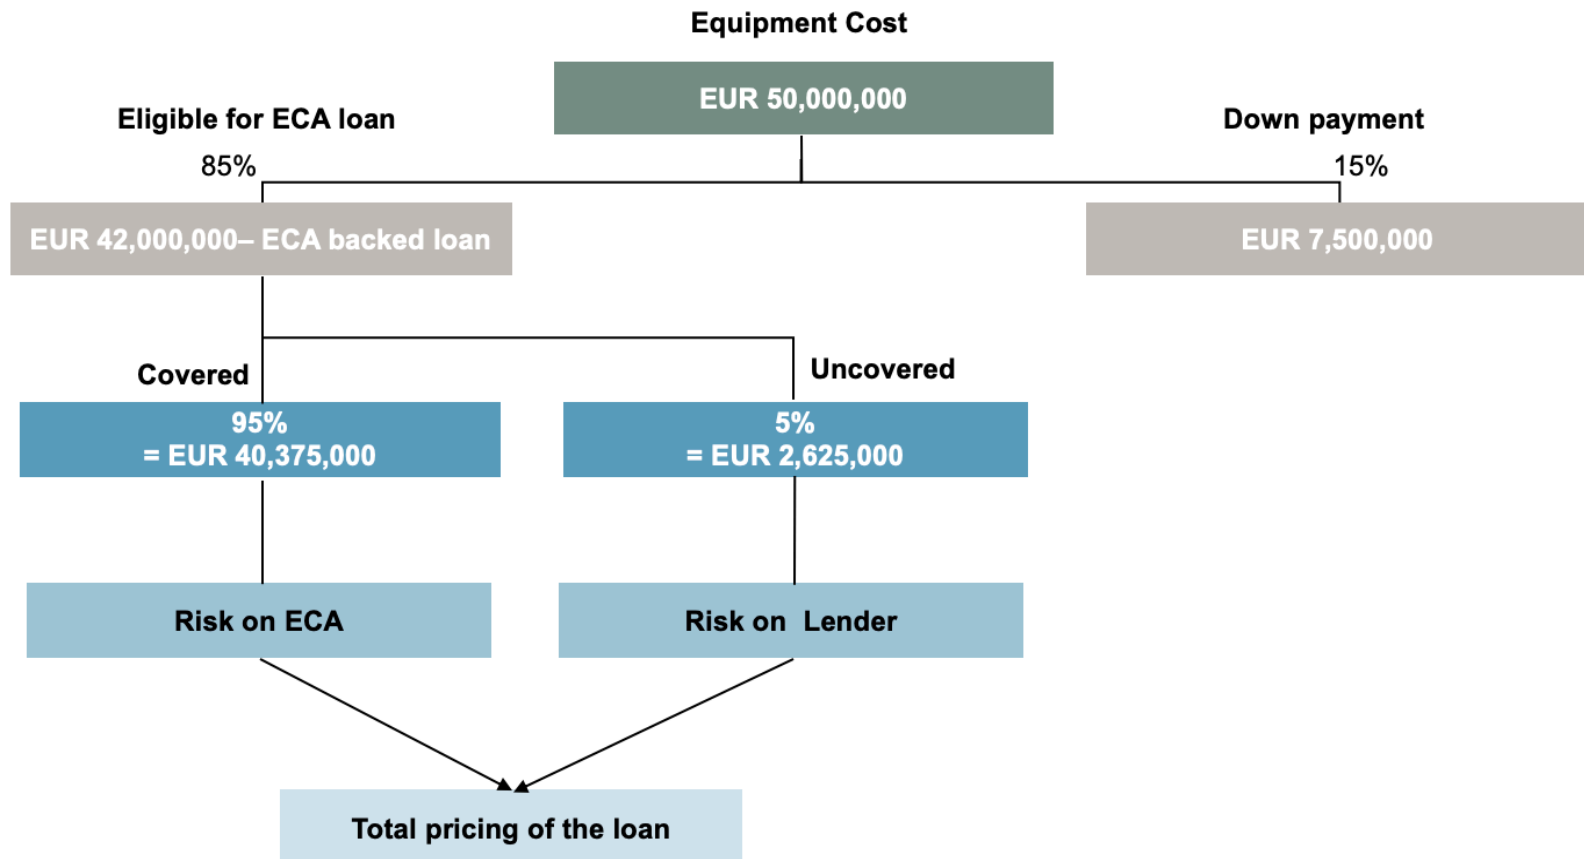 Equipment Cost
EUR 50,000,000
Eligible for ECA loan
Down payment
85%
15%
EUR 42,000,000– ECA backed loan
EUR 7,500,000
Covered
Uncovered
95%
= EUR 40,375,000
5%
= EUR 2,625,000
Risk on ECA
Risk on  Lender
Total pricing of the loan